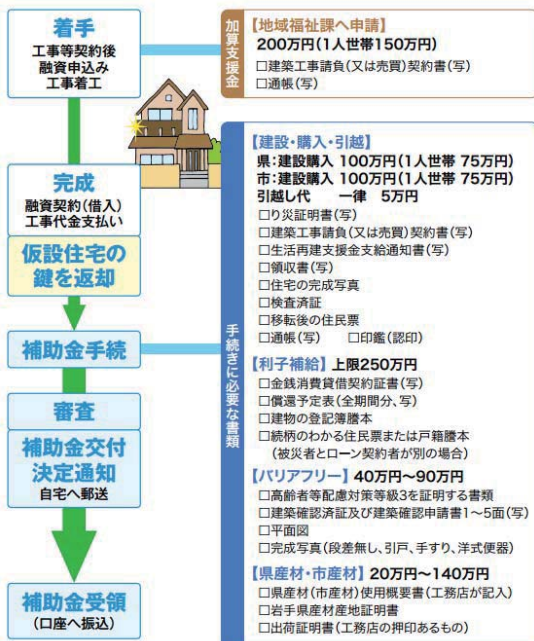 着手
工事等契約後
融資申込み
工事着工
完成
融資契約(借入)
工事代金支払い
仮設住宅の
鍵を返却
補助金手続
審査
補助金交付
決定通知
自宅へ郵送
補助金受領
(口座へ振込)
加算支援金
【地域福祉課へ申請】
200万円(1人世帯150万円)
□建築工事請負(又は売買)契約書(写)
□通帳(写)
手続きに必要な書類
【建設・購入・引越】
県:建設購入 100万円(1人世帯 75万円)
市:建設購入 100万円(1人世帯 75万円)
引越し代 一律 5万円
□り災証明書(写)
□建築工事請負(又は売買)契約書(写)
□生活再建支援金支給通知書(写)
□領収書(写)
□住宅の完成写真
□検査済証
□移転後の住民票
□通帳(写) □印鑑(認印)
【利子補給】上限250万円
□金銭消費貸借契約証書(写)
□償還予定表(全期間分、写)
□建物の登記簿謄本
□続柄のわかる住民票または戸籍謄本
(被災者とローン契約者が別の場合)
【バリアフリー】40万円〜90万円
□高齢者等配慮対策等級3を証明する書類
□建築確認済証及び建築確認申請書1〜5面(写)
□平面図
□完成写真(段差無し、引戸、手すり、洋式便器)
【県産材・市産材】20万円〜140万円
□県産材(市産材)使用概要書(工務店が記入)
□岩手県産材産地証明書
□出荷証明書(工務店の押印あるもの)